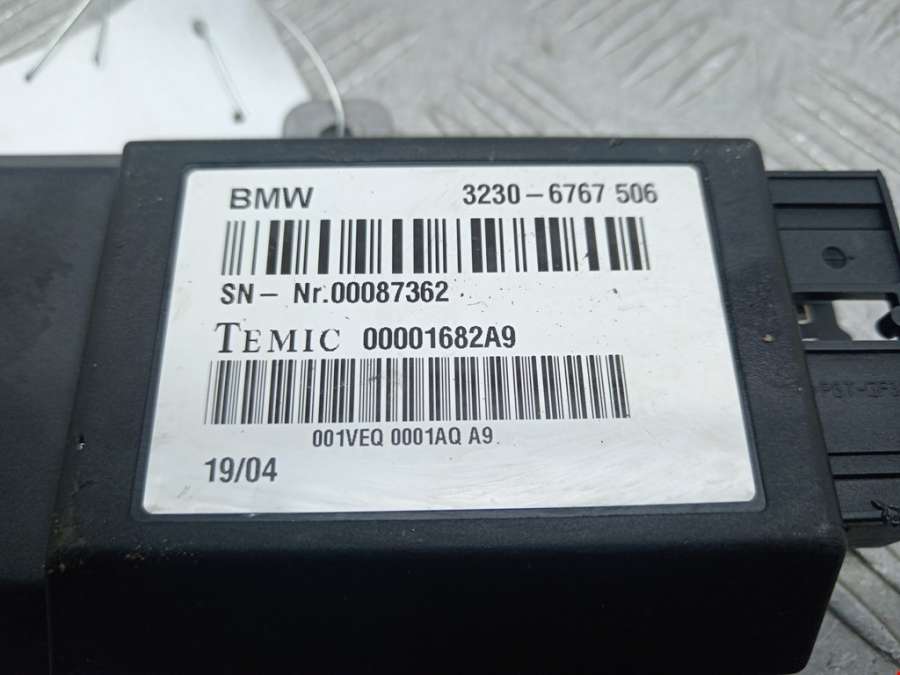 BMW 3230-6767 506
SN- Nr.00087362
TEMIC 00001682A9
001VEQ 0001AQ A9
19/04